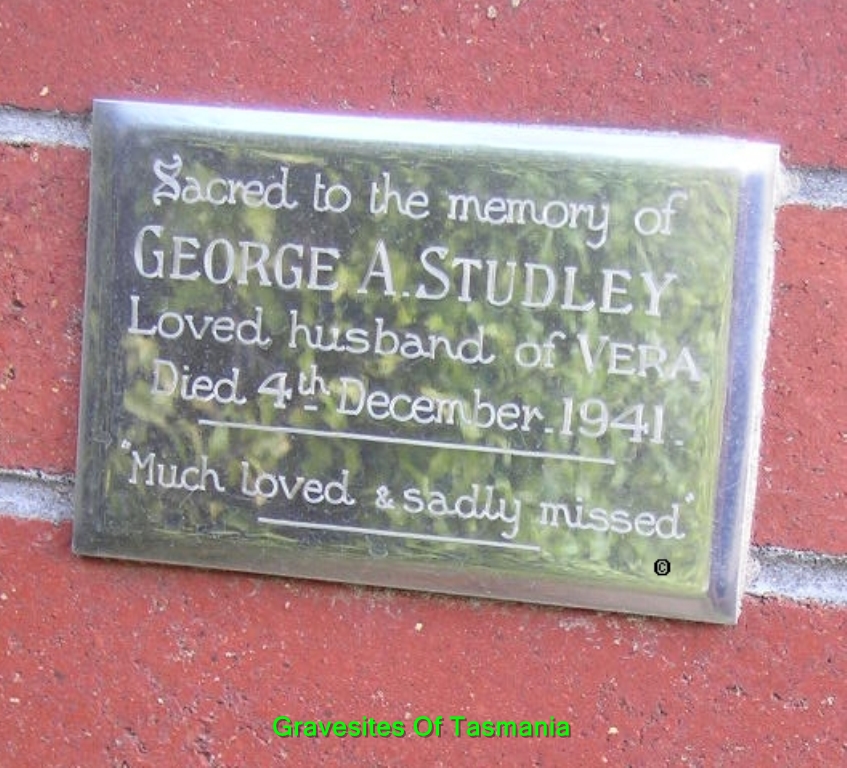 Sacred to the memory of
GEORGE A. STUDLEY
Loved husband of VERA
Died 4th December. 1941.
"Much loved & sadly missed"
©
Gravesites Of Tasmania